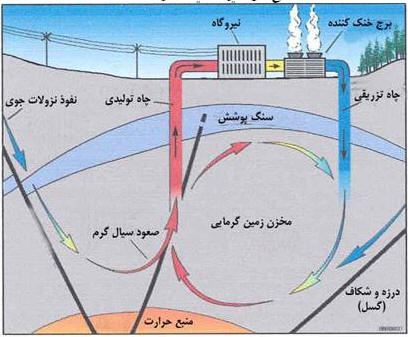 نیروگاه
برج خنک کننده
چاه تزریقی
چاه تولیدی
نفوذ نزولات جوی
سنگ پوشش
مخزن زمین گرمایی
صعود سیال گرم
درزه و شکاف
(گسل)
منبع حرارت